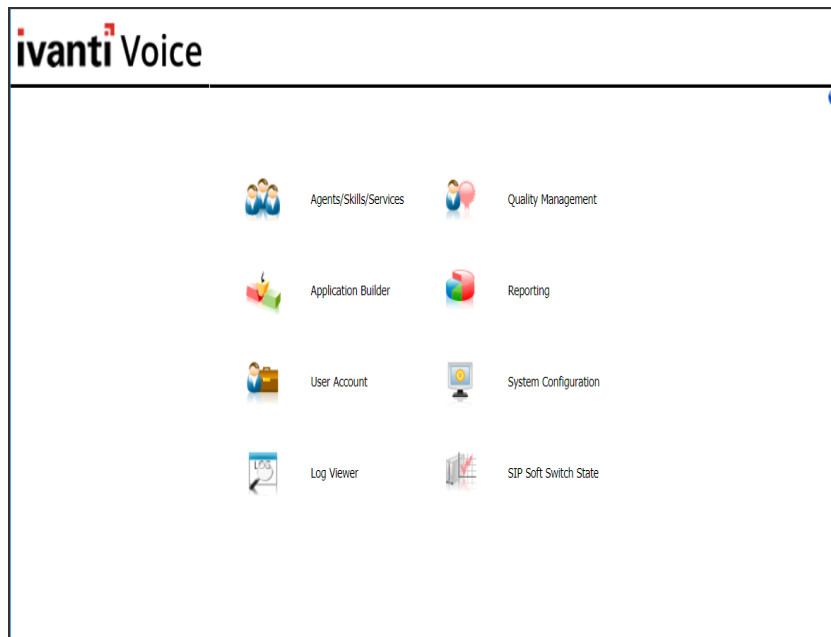 ivanti Voice
Agents/Skills/Services
Quality Management
Application Builder
Reporting
User Account
System Configuration
LOG
Log Viewer
SIP Soft Switch State